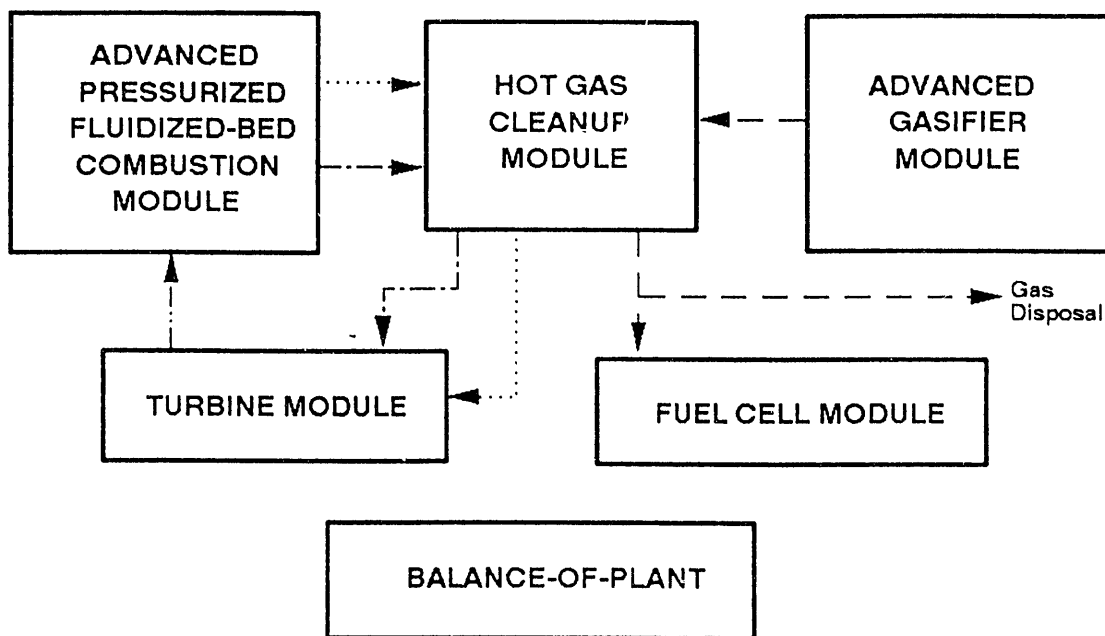 ADVANCED
PRESSURIZED
FLUIDIZED-BED
COMBUSTION
MODULE
HOT GAS
CLEANUP
MODULE
ADVANCED
GASIFIER
MODULE
Gas
Disposal
TURBINE MODULE
FUEL CELL MODULE
BALANCE-OF-PLANT